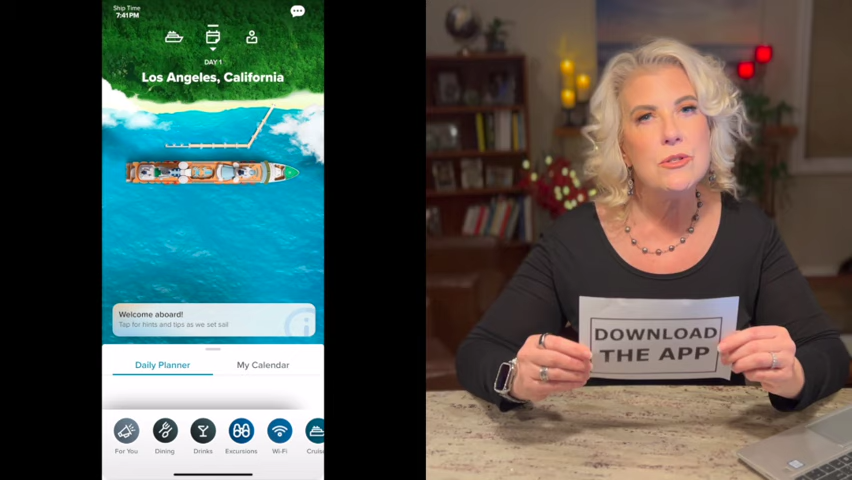 Ship Time
7:41PM
DAY 1
Los Angeles, California
Welcome aboard!
Tap for hints and tips as we set sail
Daily Planner
My Calendar
For You
Dining
Drinks
Excursions
Wi-Fi
Cruise
DOWNLOAD
THE APP